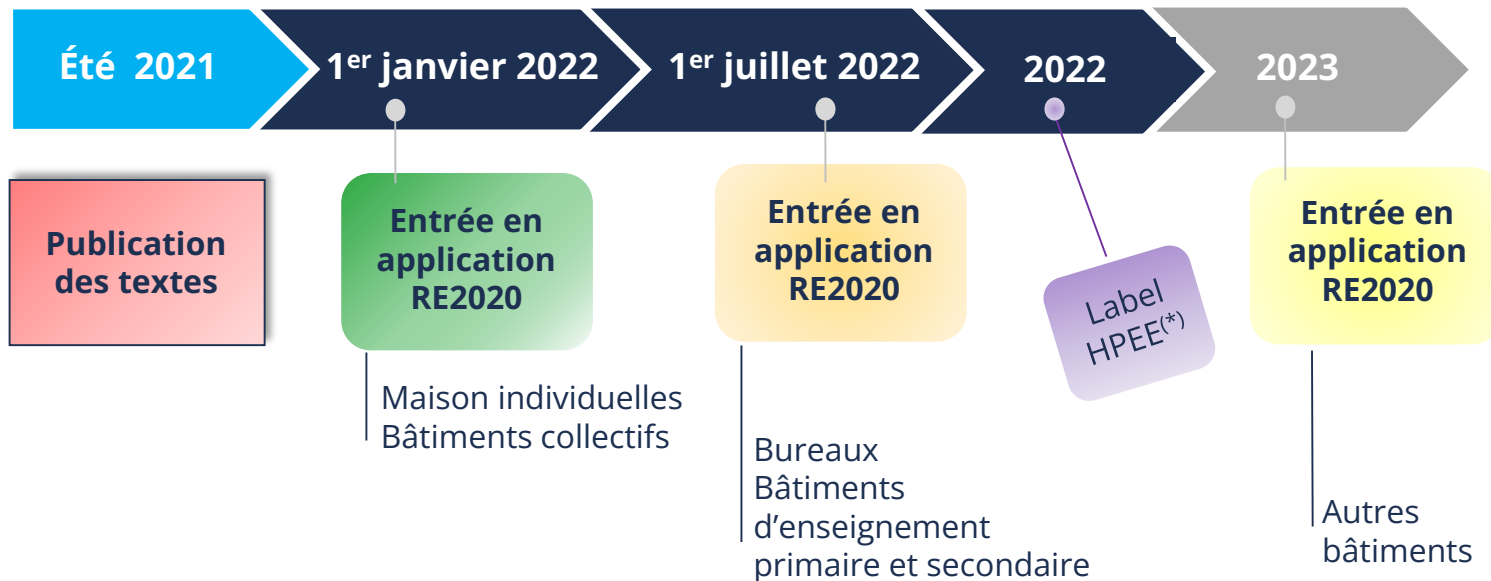 Été 2021
1er janvier 2022
1er juillet 2022
2022
2023
Publication
des textes
Entrée en
application
RE2020
Maison individuelles
Bâtiments collectifs
Entrée en
application
RE2020
Bureaux
Bâtiments
d’enseignement
primaire et secondaire
Label
HPEE(*)
Entrée en
application
RE2020
Autres
bâtiments